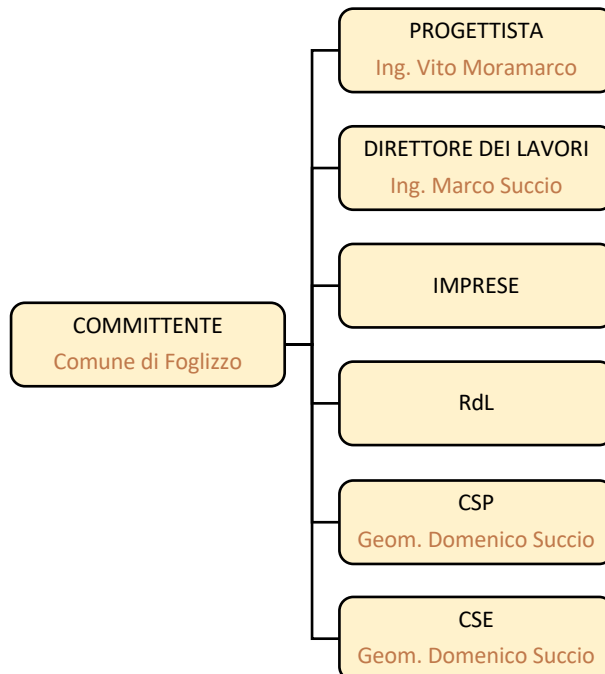 PROGETTISTA
Ing. Vito Moramarco
DIRETTORE DEI LAVORI
Ing. Marco Succio
IMPRESE
COMMITTENTE
Comune di Foglizzo
RdL
CSP
Geom. Domenico Succio
CSE
Geom. Domenico Succio